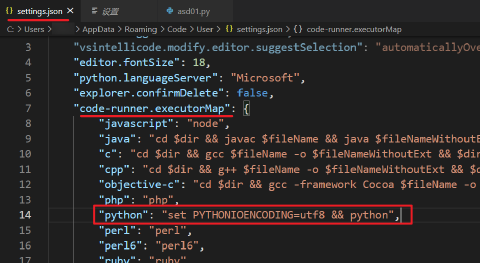 settings.json
设置
asd01.py
C: > Users > > AppData > Roaming > Code > User > settings.json > code-runner.executorMap
3 "vsintellicode.modify.editor.suggestSelection": "automaticallyOve
4 "editor.fontSize": 18,
5 "python.languageServer": "Microsoft",
6 "explorer.confirmDelete": false,
7 "code-runner.executorMap": {
8 "javascript": "node",
9 "java": "cd $dir && javac $fileName && java $fileNameWithoutE
10 "c": "cd $dir && gcc $fileName -o $fileNameWithoutExt && $dir
11 "cpp": "cd $dir && g++ $fileName -o $fileNameWithoutExt && $d
12 "objective-c": "cd $dir && gcc -framework Cocoa $fileName -o
13 "php": "php",
14 "python": "set PYTHONIOENCODING=utf8 && python",
15 "perl": "perl",
16 "perl6": "perl6",
17 "ruby": "ruby"